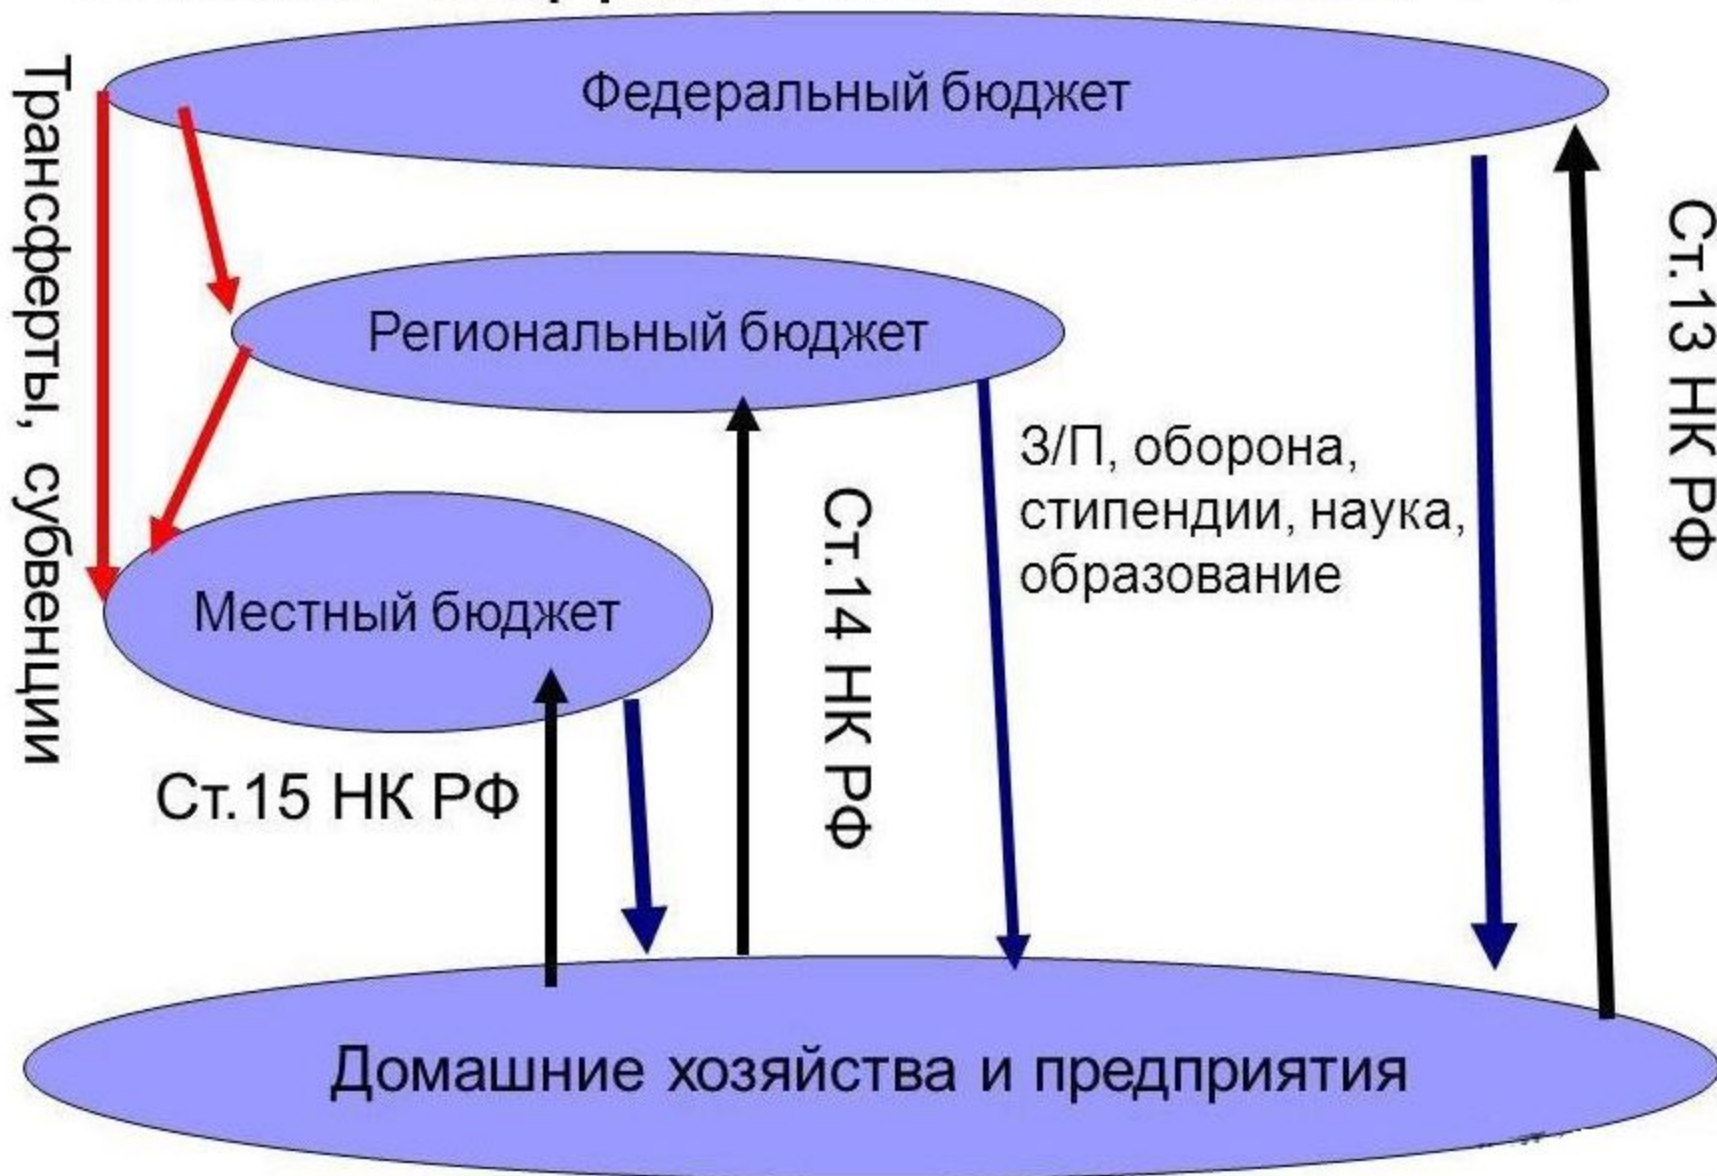 Федеральный бюджет
Трансферты, субвенции
Ст.13 НК РФ
Региональный бюджет
З/П, оборона,
стипендии, наука,
образование
Ст.14 НК РФ
Местный бюджет
Ст.15 НК РФ
Домашние хозяйства и предприятия